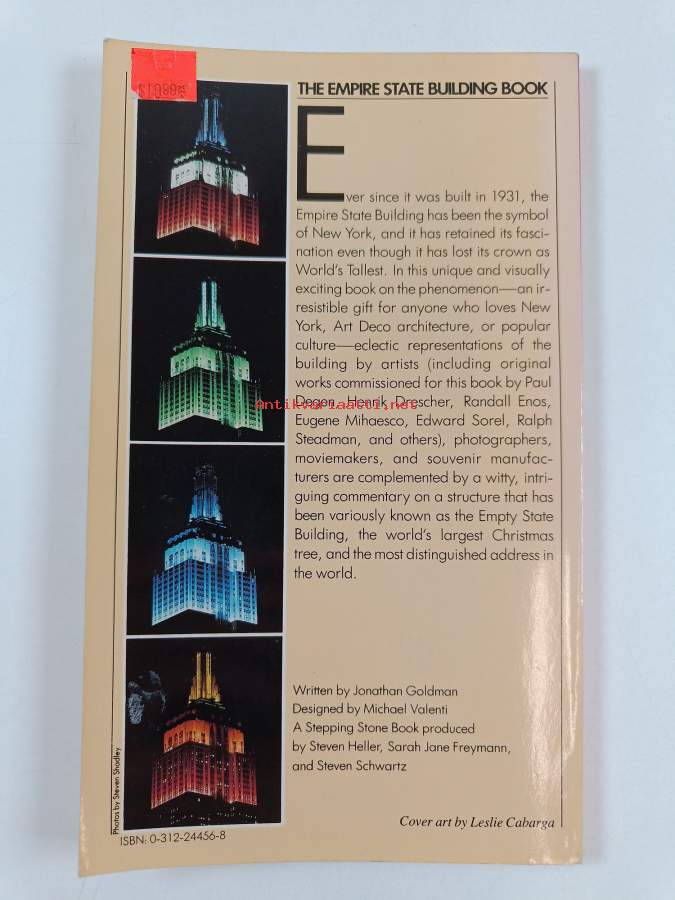 THE EMPIRE STATE BUILDING BOOK
Ever since it was built in 1931, the
Empire State Building has been the symbol
of New York, and it has retained its fasci-
nation even though it has lost its crown as
World's Tallest. In this unique and visually
exciting book on the phenomenon—an ir-
resistible gift for anyone who loves New
York, Art Deco architecture, or popular
culture—eclectic representations of the
building by artists (including original
works commissioned for this book by Paul
Degen, Henrik Drescher, Randall Enos,
Antikvariaatti.net
Eugene Mihaesco, Edward Sorel, Ralph
Steadman, and others), photographers,
moviemakers, and souvenir manufac-
turers are complemented by a witty, intri-
guing commentary on a structure that has
been variously known as the Empty State
Building, the world's largest Christmas
tree, and the most distinguished address in
the world.
Written by Jonathan Goldman
Designed by Michael Valenti
A Stepping Stone Book produced
by Steven Heller, Sarah Jane Freymann,
and Steven Schwartz
Cover art by Leslie Cabarga
Photos by Steven Shadley
ISBN: 0-312-24456-8